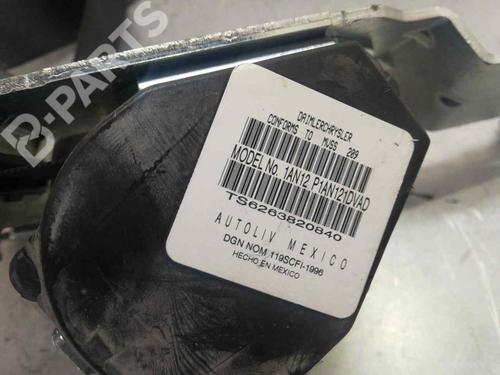 B-PARTS
DAIMLERCHRYSLER
CONFORMS TO MVSS 209
MODEL No. 1AN12 P1AN121DVAD
TS6263820840
AUTOLIV MEXICO
DGN NOM 119SCFI-1996
HECHO EN MEXICO